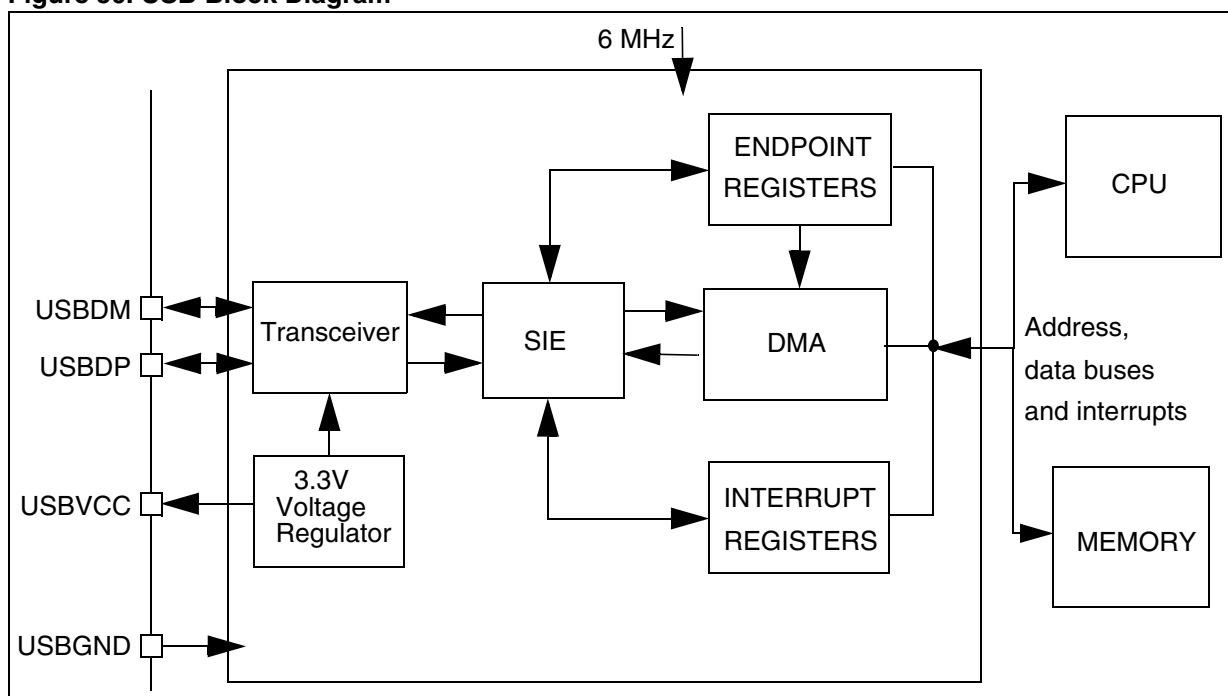 6 MHz
ENDPOINT
REGISTERS
CPU
USBDM
Transceiver
SIE
DMA
Address,
USBDP
data buses
and interrupts
3.3V
Voltage
Regulator
USBVCC
INTERRUPT
REGISTERS
MEMORY
USBGND